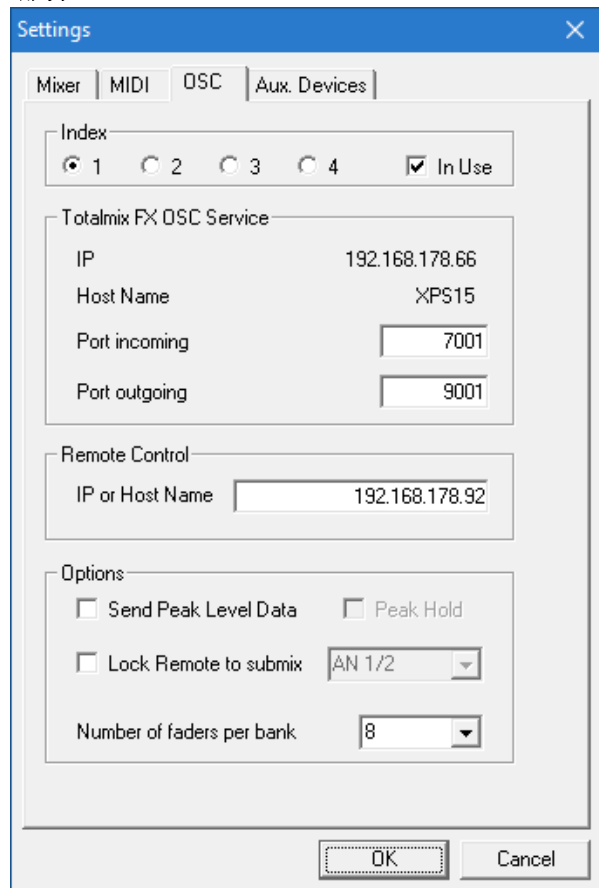 Settings
Mixer MIDI OSC Aux. Devices
Index
1 2 3 4 In Use
Totalmix FX OSC Service
IP 192.168.178.66
Host Name XPS15
Port incoming 7001
Port outgoing 9001
Remote Control
IP or Host Name 192.168.178.92
Options
Send Peak Level Data Peak Hold
Lock Remote to submix AN 1/2
Number of faders per bank 8
OK Cancel